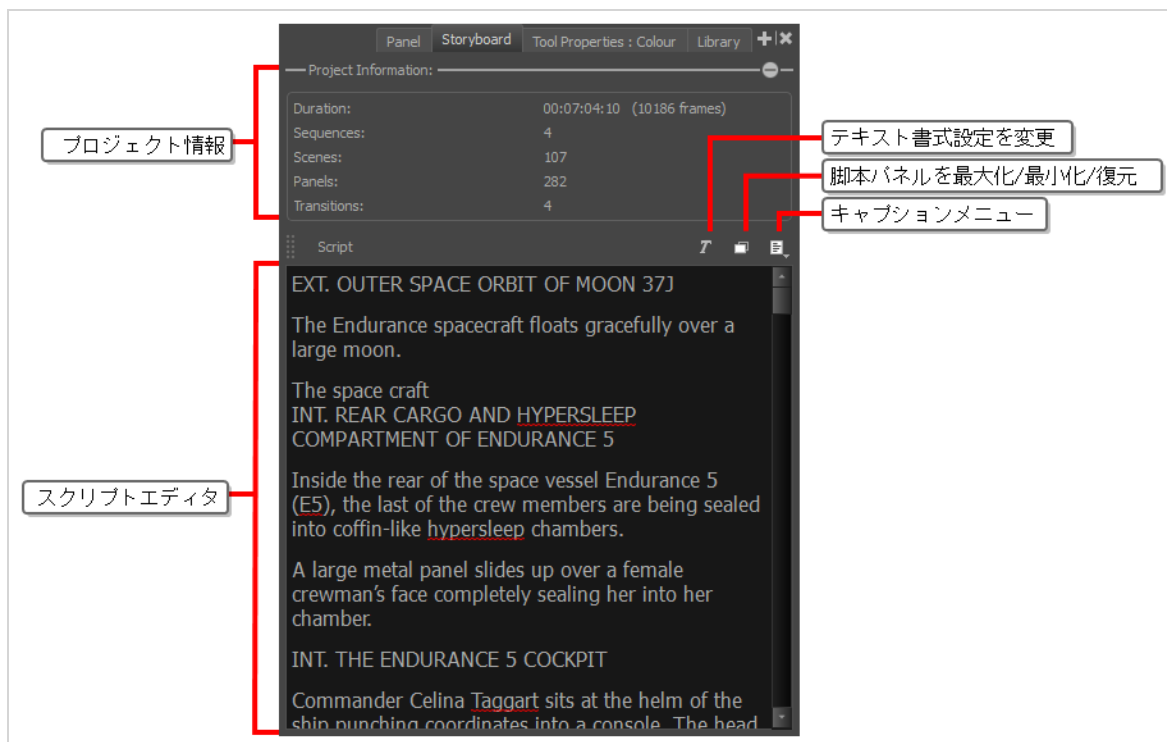 Panel Storyboard Tool Properties : Colour Library
Project Information:
Duration: 00:07:04:10 (10186 frames)
Sequences: 4
Scenes: 107
Panels: 282
Transitions: 4
プロジェクト情報
テキスト書式設定を変更
脚本パネルを最大化/最小化/復元
キャプションメニュー
Script
EXT. OUTER SPACE ORBIT OF MOON 37J
The Endurance spacecraft floats gracefully over a
large moon.
The space craft
INT. REAR CARGO AND HYPERSLEEP
COMPARTMENT OF ENDURANCE 5
スクリプトエディタ
Inside the rear of the space vessel Endurance 5
(E5), the last of the crew members are being sealed
into coffin-like hypersleep chambers.
A large metal panel slides up over a female
crewman's face completely sealing her into her
chamber.
INT. THE ENDURANCE 5 COCKPIT
Commander Celina Taggart sits at the helm of the
ship punching coordinates into a console. The head